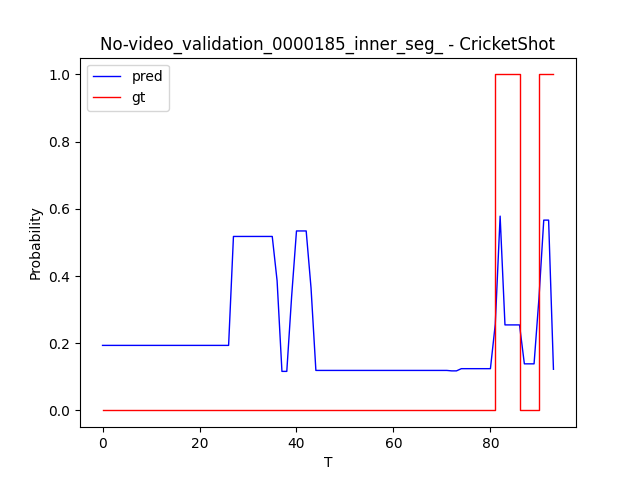 No-video_validation_0000185_inner_seg_ - CricketShot
pred
gt
1.0
0.8
0.6
0.4
0.2
0.0
Probability
0
20
40
60
80
T